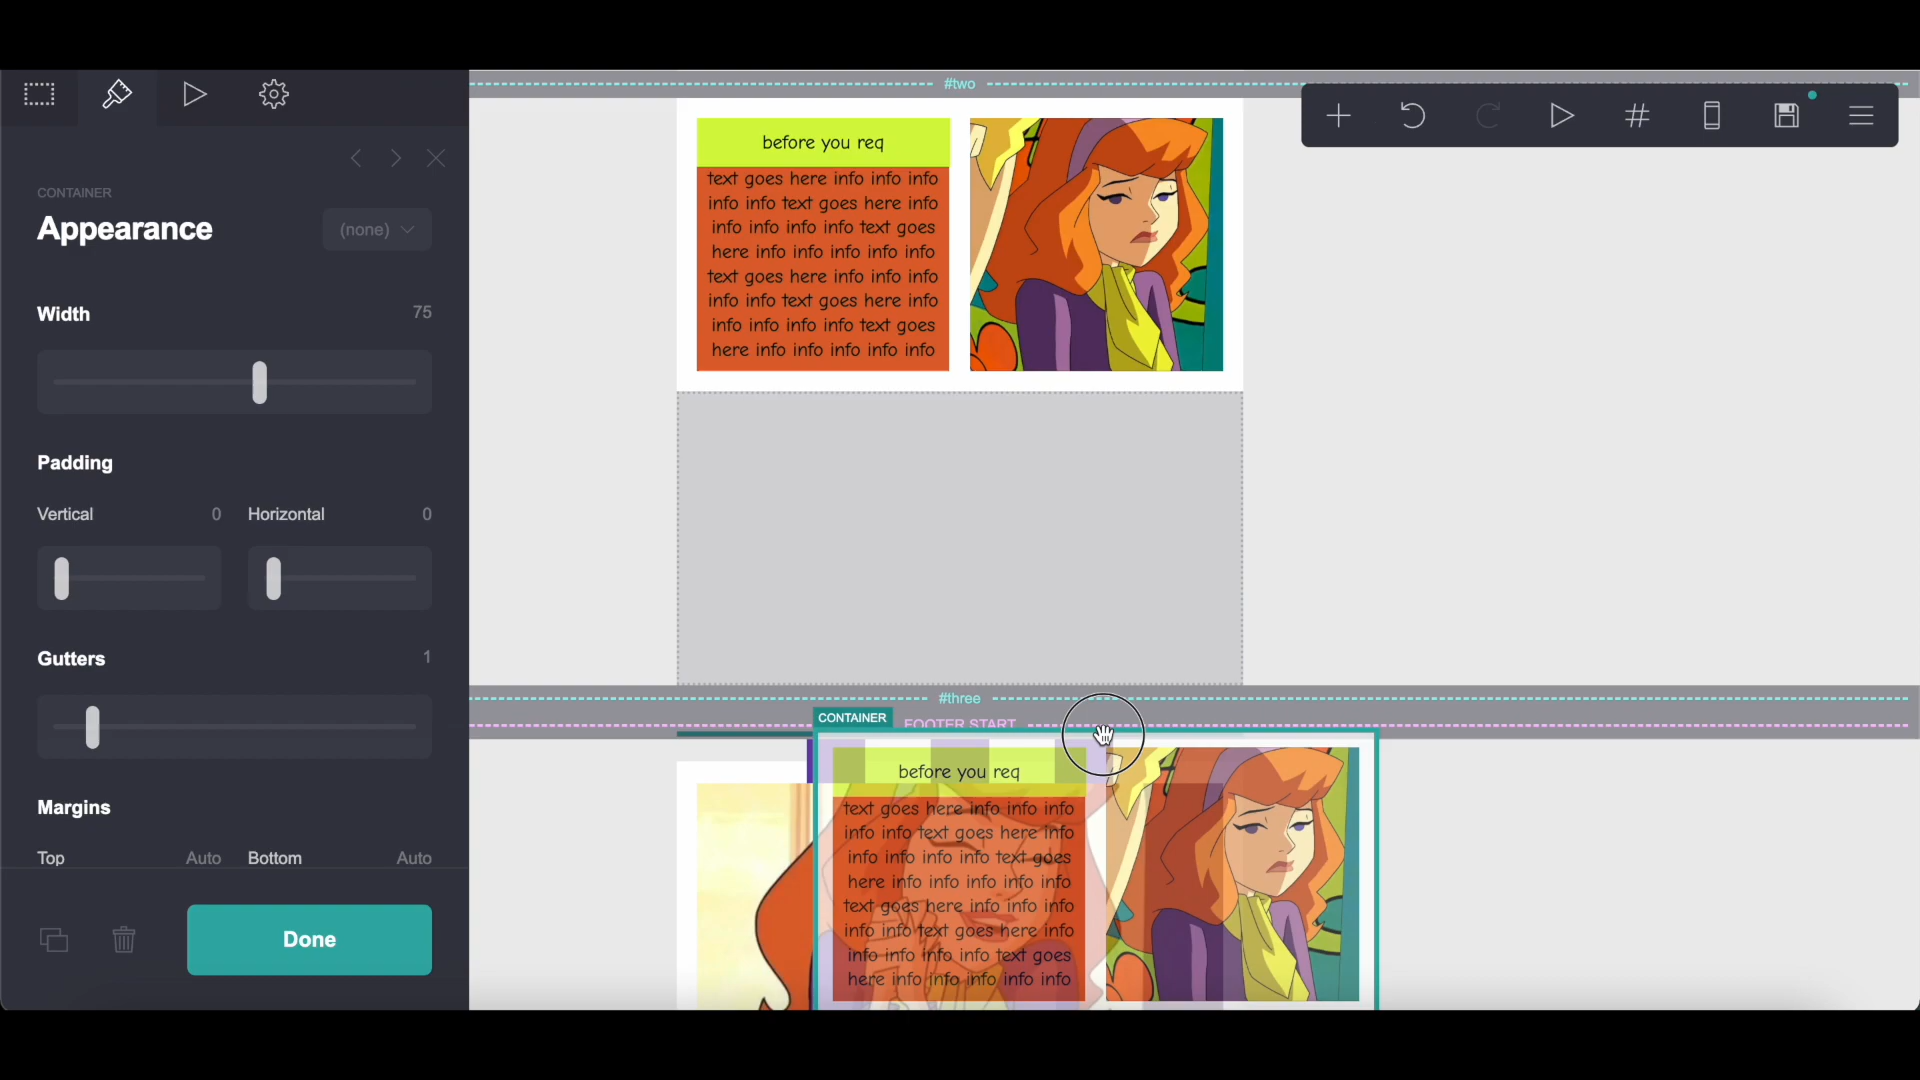 CONTAINER
Appearance
(none)
Width
75
Padding
Vertical
0
Horizontal
0
Gutters
1
Margins
Top
Auto
Bottom
Auto
Done
#two
before you req
text goes here info info info
info info text goes here info
info info info info text goes
here info info info info info
text goes here info info info
info info text goes here info
info info info info text goes
here info info info info info
#three
CONTAINER
FOOTER START
before you req
text goes here info info info
info info text goes here info
info info info info text goes
here info info info info info
text goes here info info info
info info text goes here info
info info info info text goes
here info info info info info